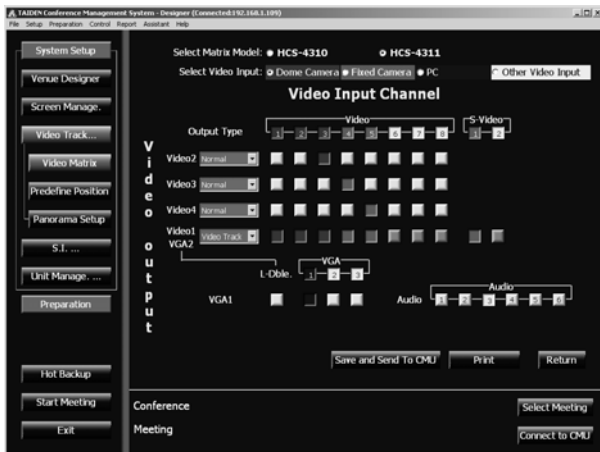 TAIDEN Conference Management System - Designer (Connected:192.168.1.109)
File Setup Preparation Control Report Assistant Help
System Setup
Venue Designer
Screen Manage.
Video Track...
Video Matrix
Predefine Position
Panorama Setup
S.I. ...
Unit Manage. ...
Preparation
Hot Backup
Start Meeting
Exit
Select Matrix Model: HCS-4310 HCS-4311
Select Video Input: Dome Camera Fixed Camera PC Other Video Input
Video Input Channel
Video S-Video
Output Type 1 2 3 4 5 6 7 8 1 2
Video output
Video2 Normal
Video3 Normal
Video4 Normal
Video1 Video Track
VGA2
VGA
L-Dble. 1 2 3
VGA1
Audio
Audio 1 2 3 4 5 6
Save and Send To CMU Print Return
Conference Select Meeting
Meeting Connect to CMU